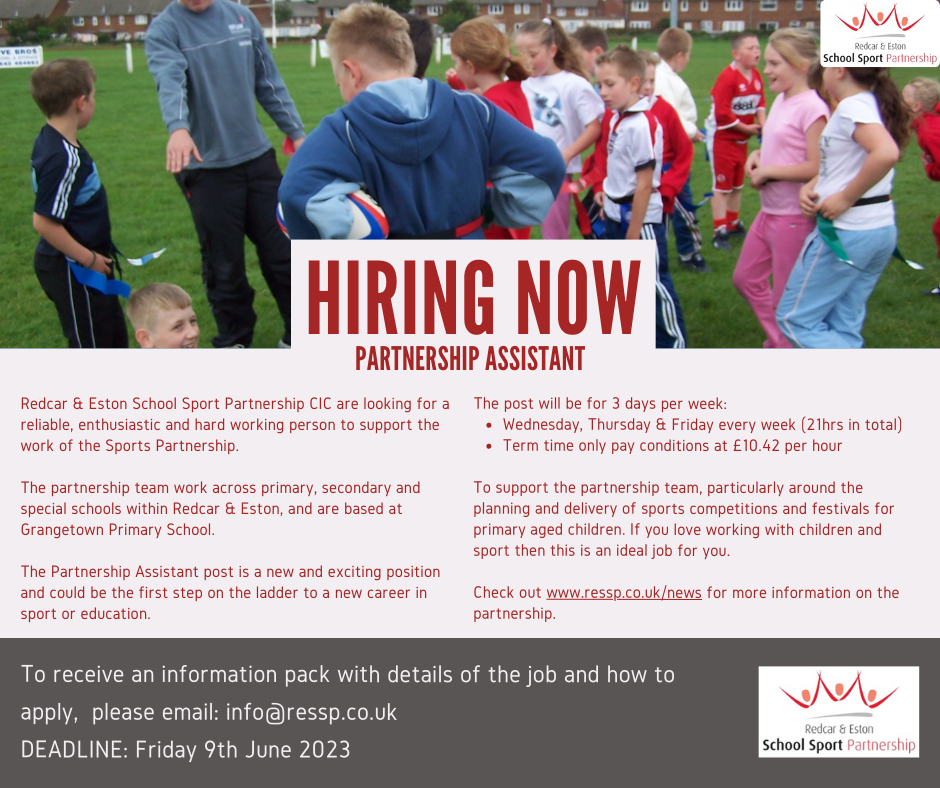 Redcar & Eston
School Sport Partnership
HIRING NOW
PARTNERSHIP ASSISTANT
Redcar & Eston School Sport Partnership CIC are looking for a
reliable, enthusiastic and hard working person to support the
work of the Sports Partnership.
The partnership team work across primary, secondary and
special schools within Redcar & Eston, and are based at
Grangetown Primary School.
The Partnership Assistant post is a new and exciting position
and could be the first step on the ladder to a new career in
sport or education.
The post will be for 3 days per week:
• Wednesday, Thursday & Friday every week (21hrs in total)
• Term time only pay conditions at £10.42 per hour
To support the partnership team, particularly around the
planning and delivery of sports competitions and festivals for
primary aged children. If you love working with children and
sport then this is an ideal job for you.
Check out www.ressp.co.uk/news for more information on the
partnership.
To receive an information pack with details of the job and how to
apply,  please email: info@ressp.co.uk
DEADLINE: Friday 9th June 2023
Redcar & Eston
School Sport Partnership